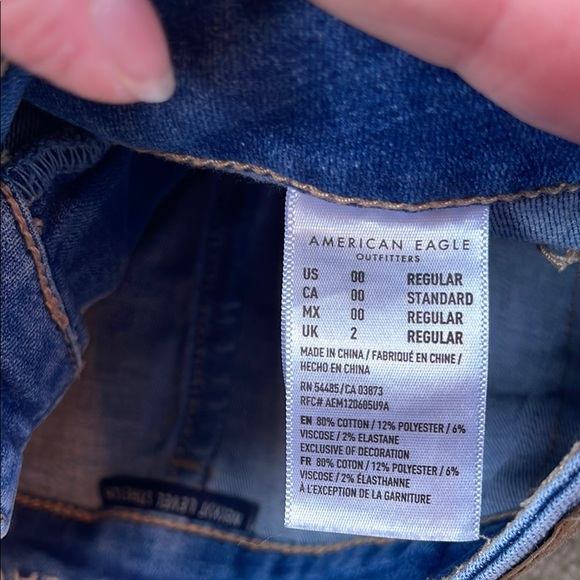 AMERICAN EAGLE
OUTFITTERS
US 00 REGULAR
CA 00 STANDARD
MX 00 REGULAR
UK 2 REGULAR
MADE IN CHINA / FABRIQUÉ EN CHINE /
HECHO EN CHINA
RN 54485 / CA 03873
RFC# AEM120605U9A
EN 80% COTTON / 12% POLYESTER / 6%
VISCOSE / 2% ELASTANE
EXCLUSIVE OF DECORATION
FR 80% COTON / 12% POLYESTER / 6%
VISCOSE / 2% ÉLASTHANNE
À L'EXCEPTION DE LA GARNITURE
LEVEL STRETCH